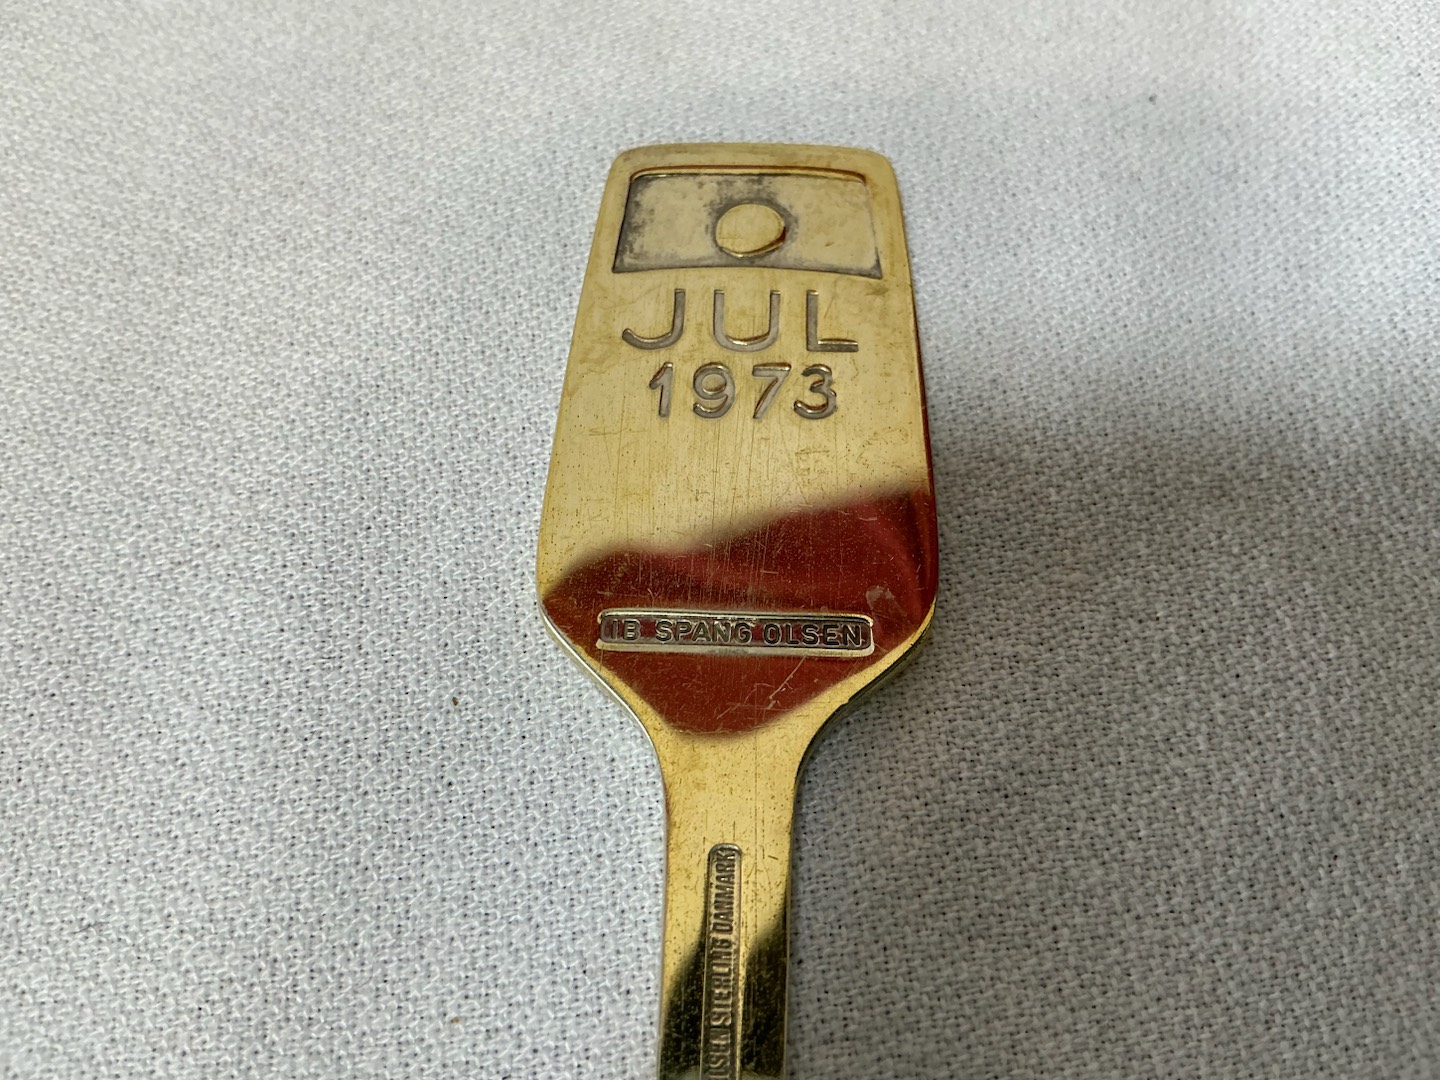 JUL
1973
IB SPANG OLSEN
STERLING DANMARK